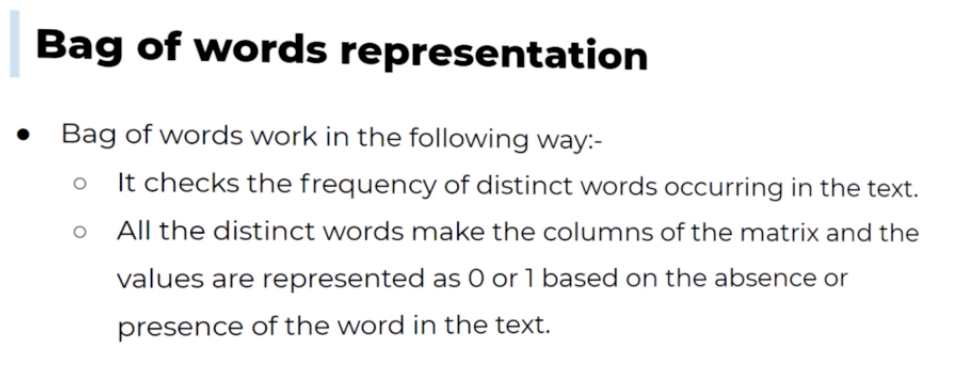 Bag of words representation
● Bag of words work in the following way:-
○ It checks the frequency of distinct words occurring in the text.
○ All the distinct words make the columns of the matrix and the
values are represented as 0 or 1 based on the absence or
presence of the word in the text.